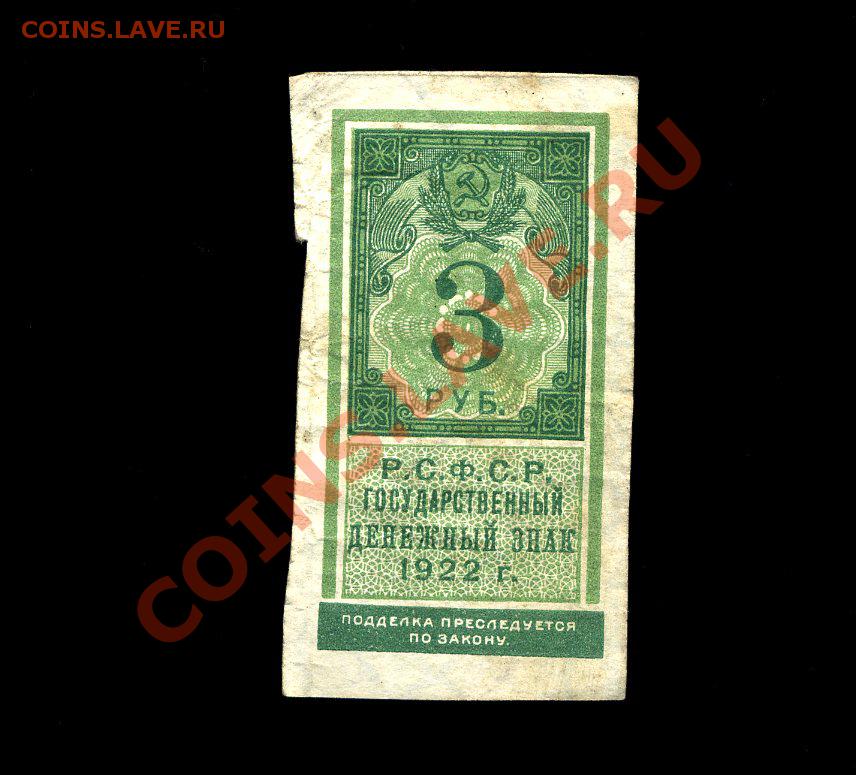 COINS.LAVE.RU
3
РУБ.
Р.С.Ф.С.Р.
ГОСУДАРСТВЕННЫЙ
ДЕНЕЖНЫЙ ЗНАК
1922 г.
ПОДДЕЛКА ПРЕСЛЕДУЕТСЯ
ПО ЗАКОНУ.
COINS.LAVE.RU